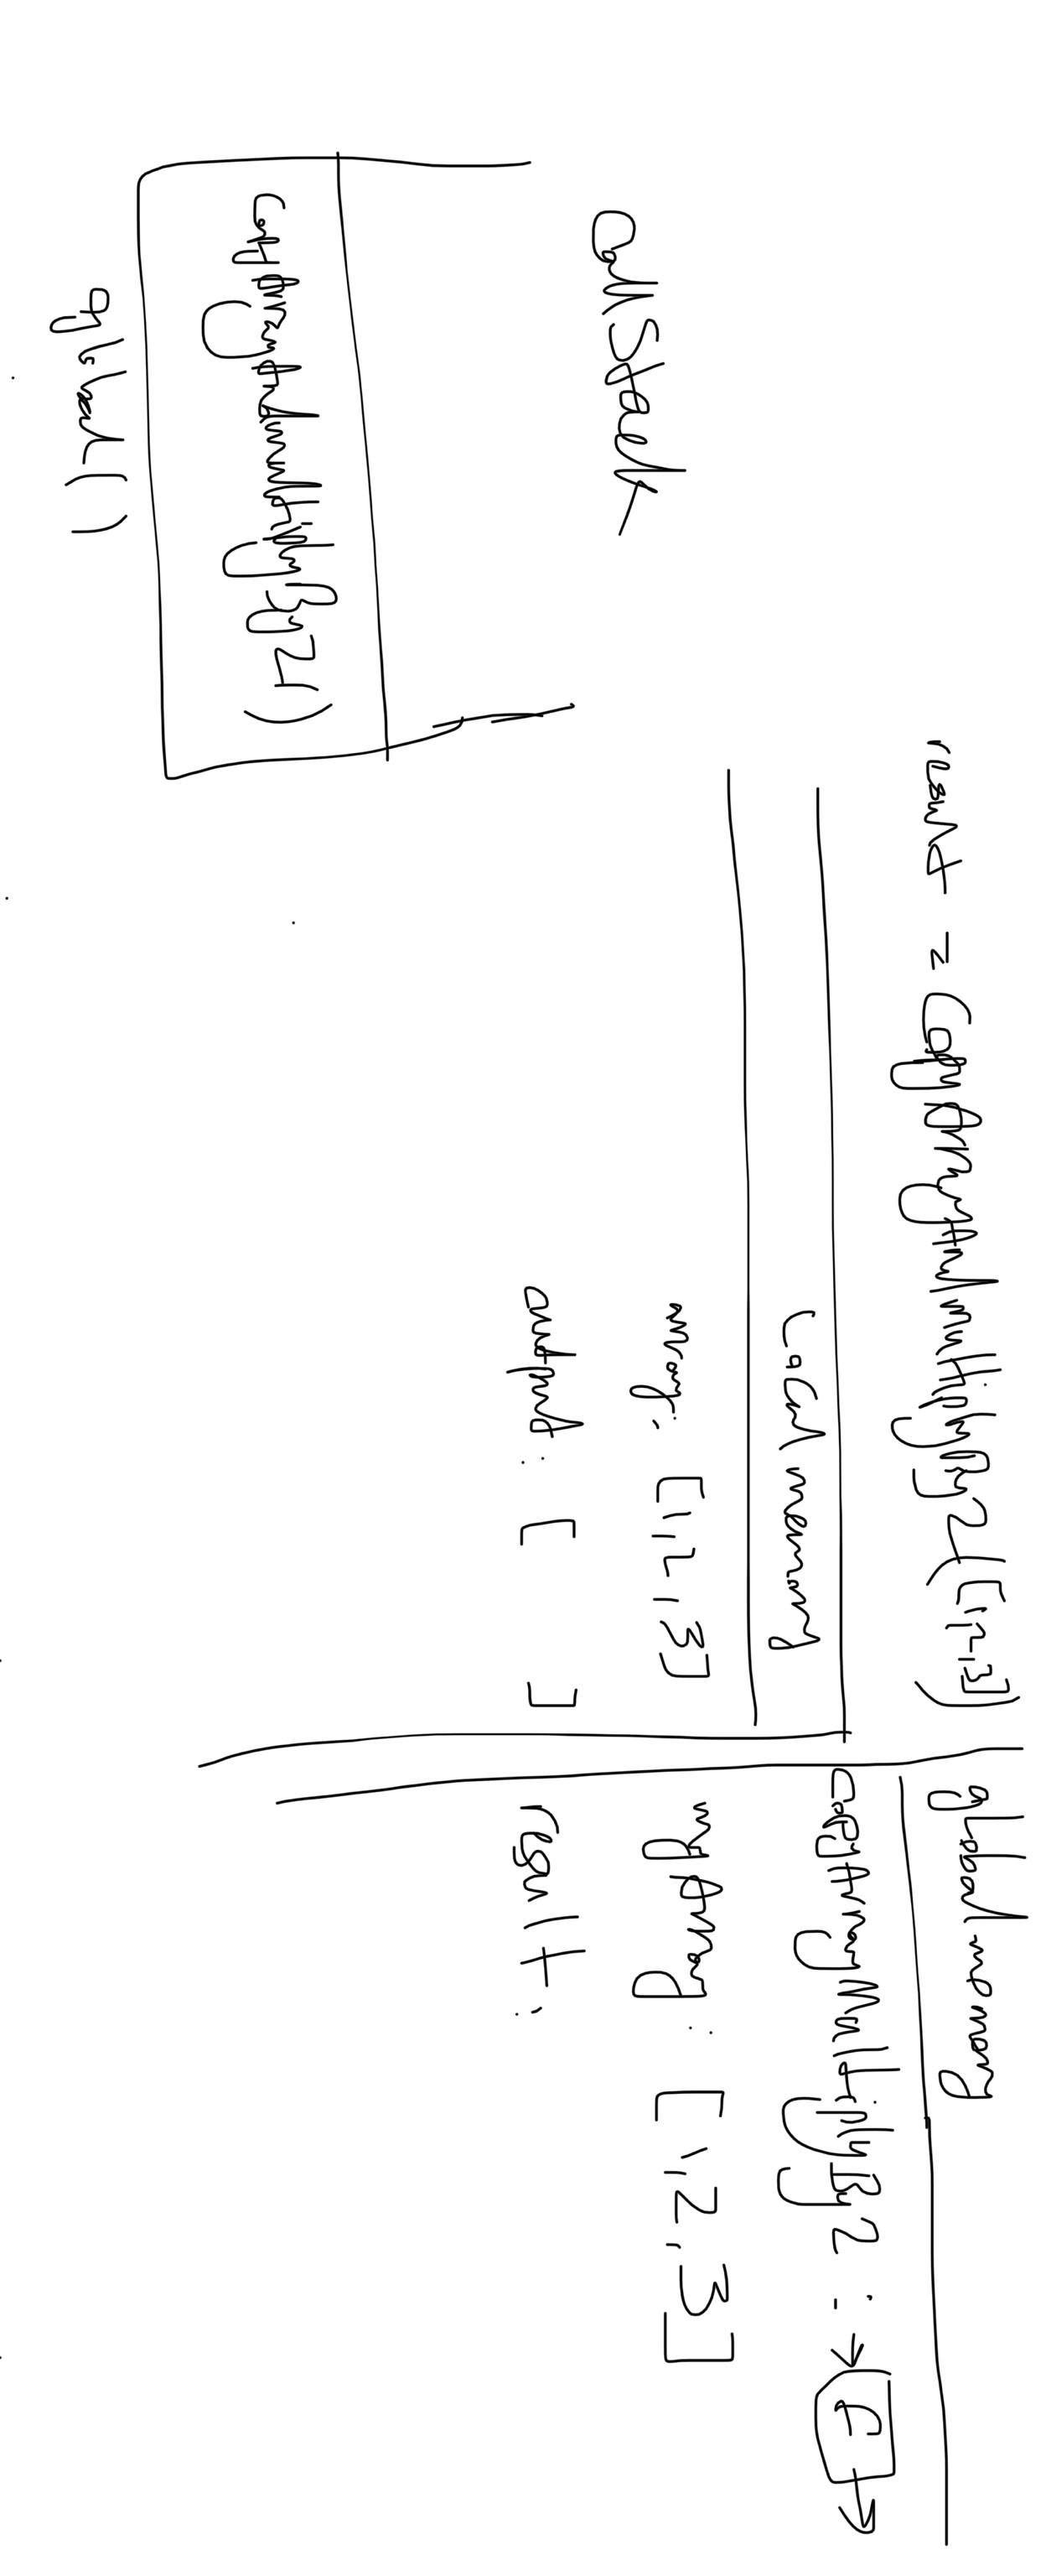 result = CopyArrayAndmultiplyBy2([1,2,3])
global memory
copyArrayMultiplyBy2 : → f →
Local memory
array: [1,2,3]
myArray: [1,2,3]
callStack
output: [ ]
result:
CopyArrayAndmultiplyBy2()
global()